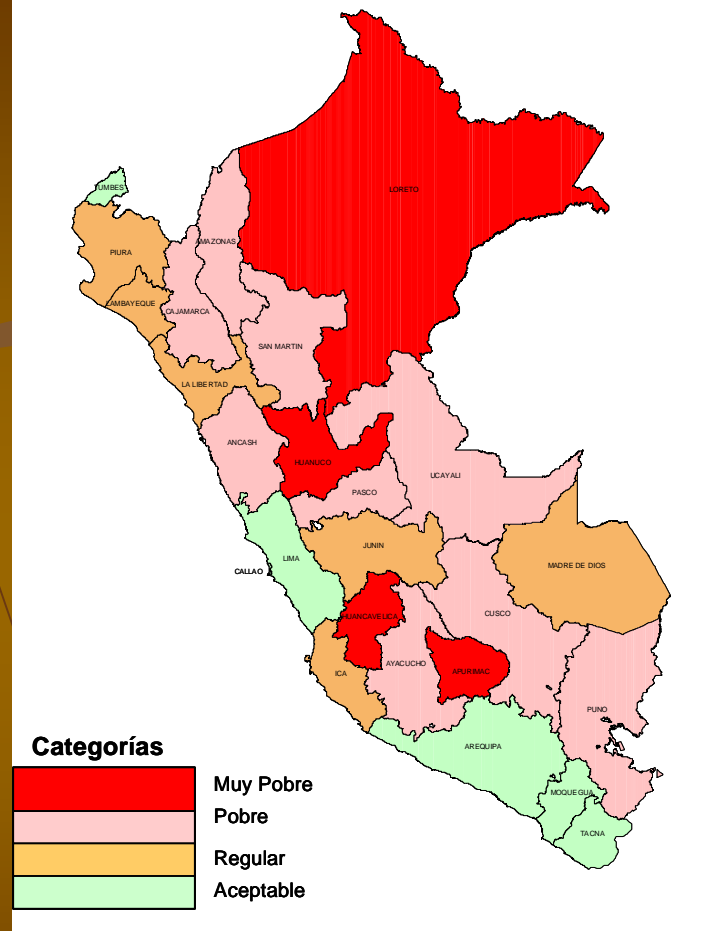 LORETO
TUMBES
AMAZONAS
PIURA
LAMBAYEQUE
CAJAMARCA
SAN MARTIN
LA LIBERTAD
ANCASH
HUANUCO
UCAYALI
PASCO
JUNIN
LIMA
CALLAO
MADRE DE DIOS
CUSCO
HUANCAVELICA
AYACUCHO
APURIMAC
ICA
PUNO
AREQUIPA
MOQUEGUA
TACNA
Categorías
Muy Pobre
Pobre
Regular
Aceptable